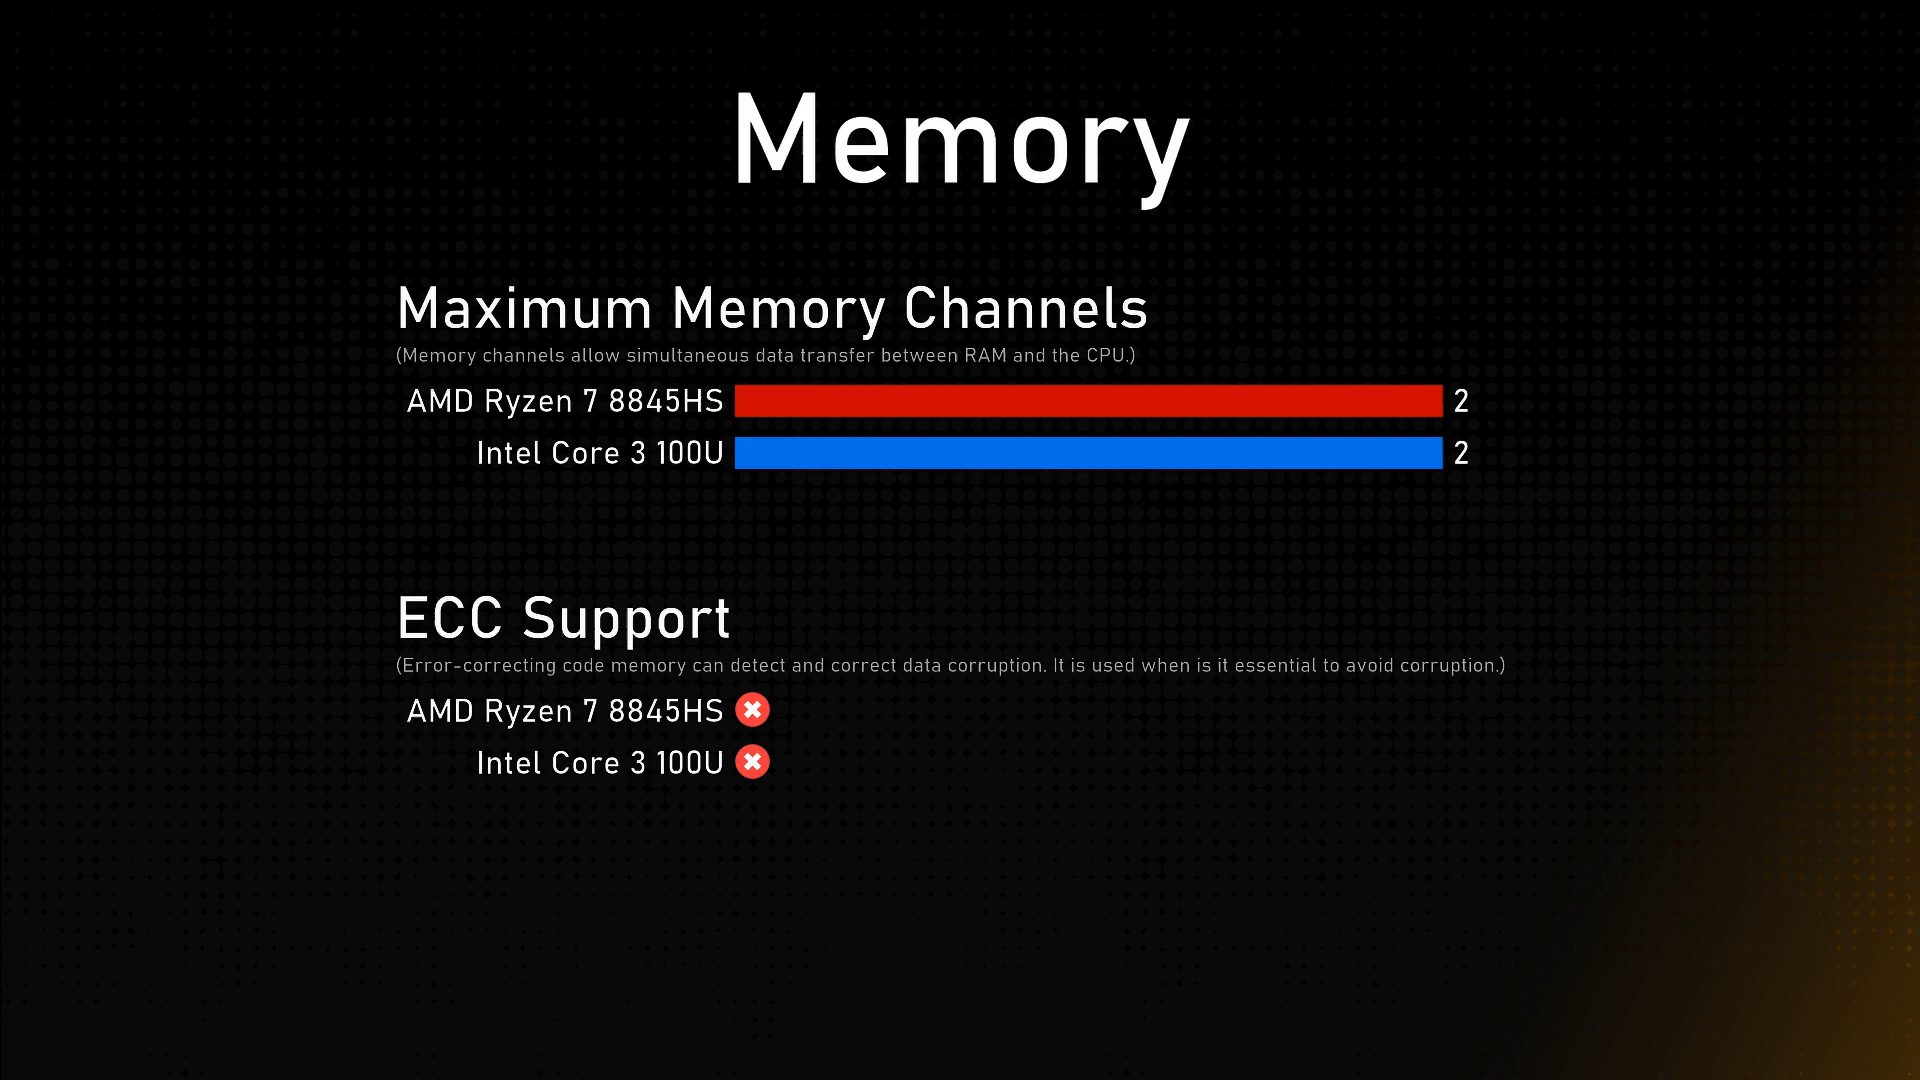 Memory
Maximum Memory Channels
(Memory channels allow simultaneous data transfer between RAM and the CPU.)
AMD Ryzen 7 8845HS 2
Intel Core 3 100U 2
ECC Support
(Error-correcting code memory can detect and correct data corruption. It is used when is it essential to avoid corruption.)
AMD Ryzen 7 8845HS
Intel Core 3 100U